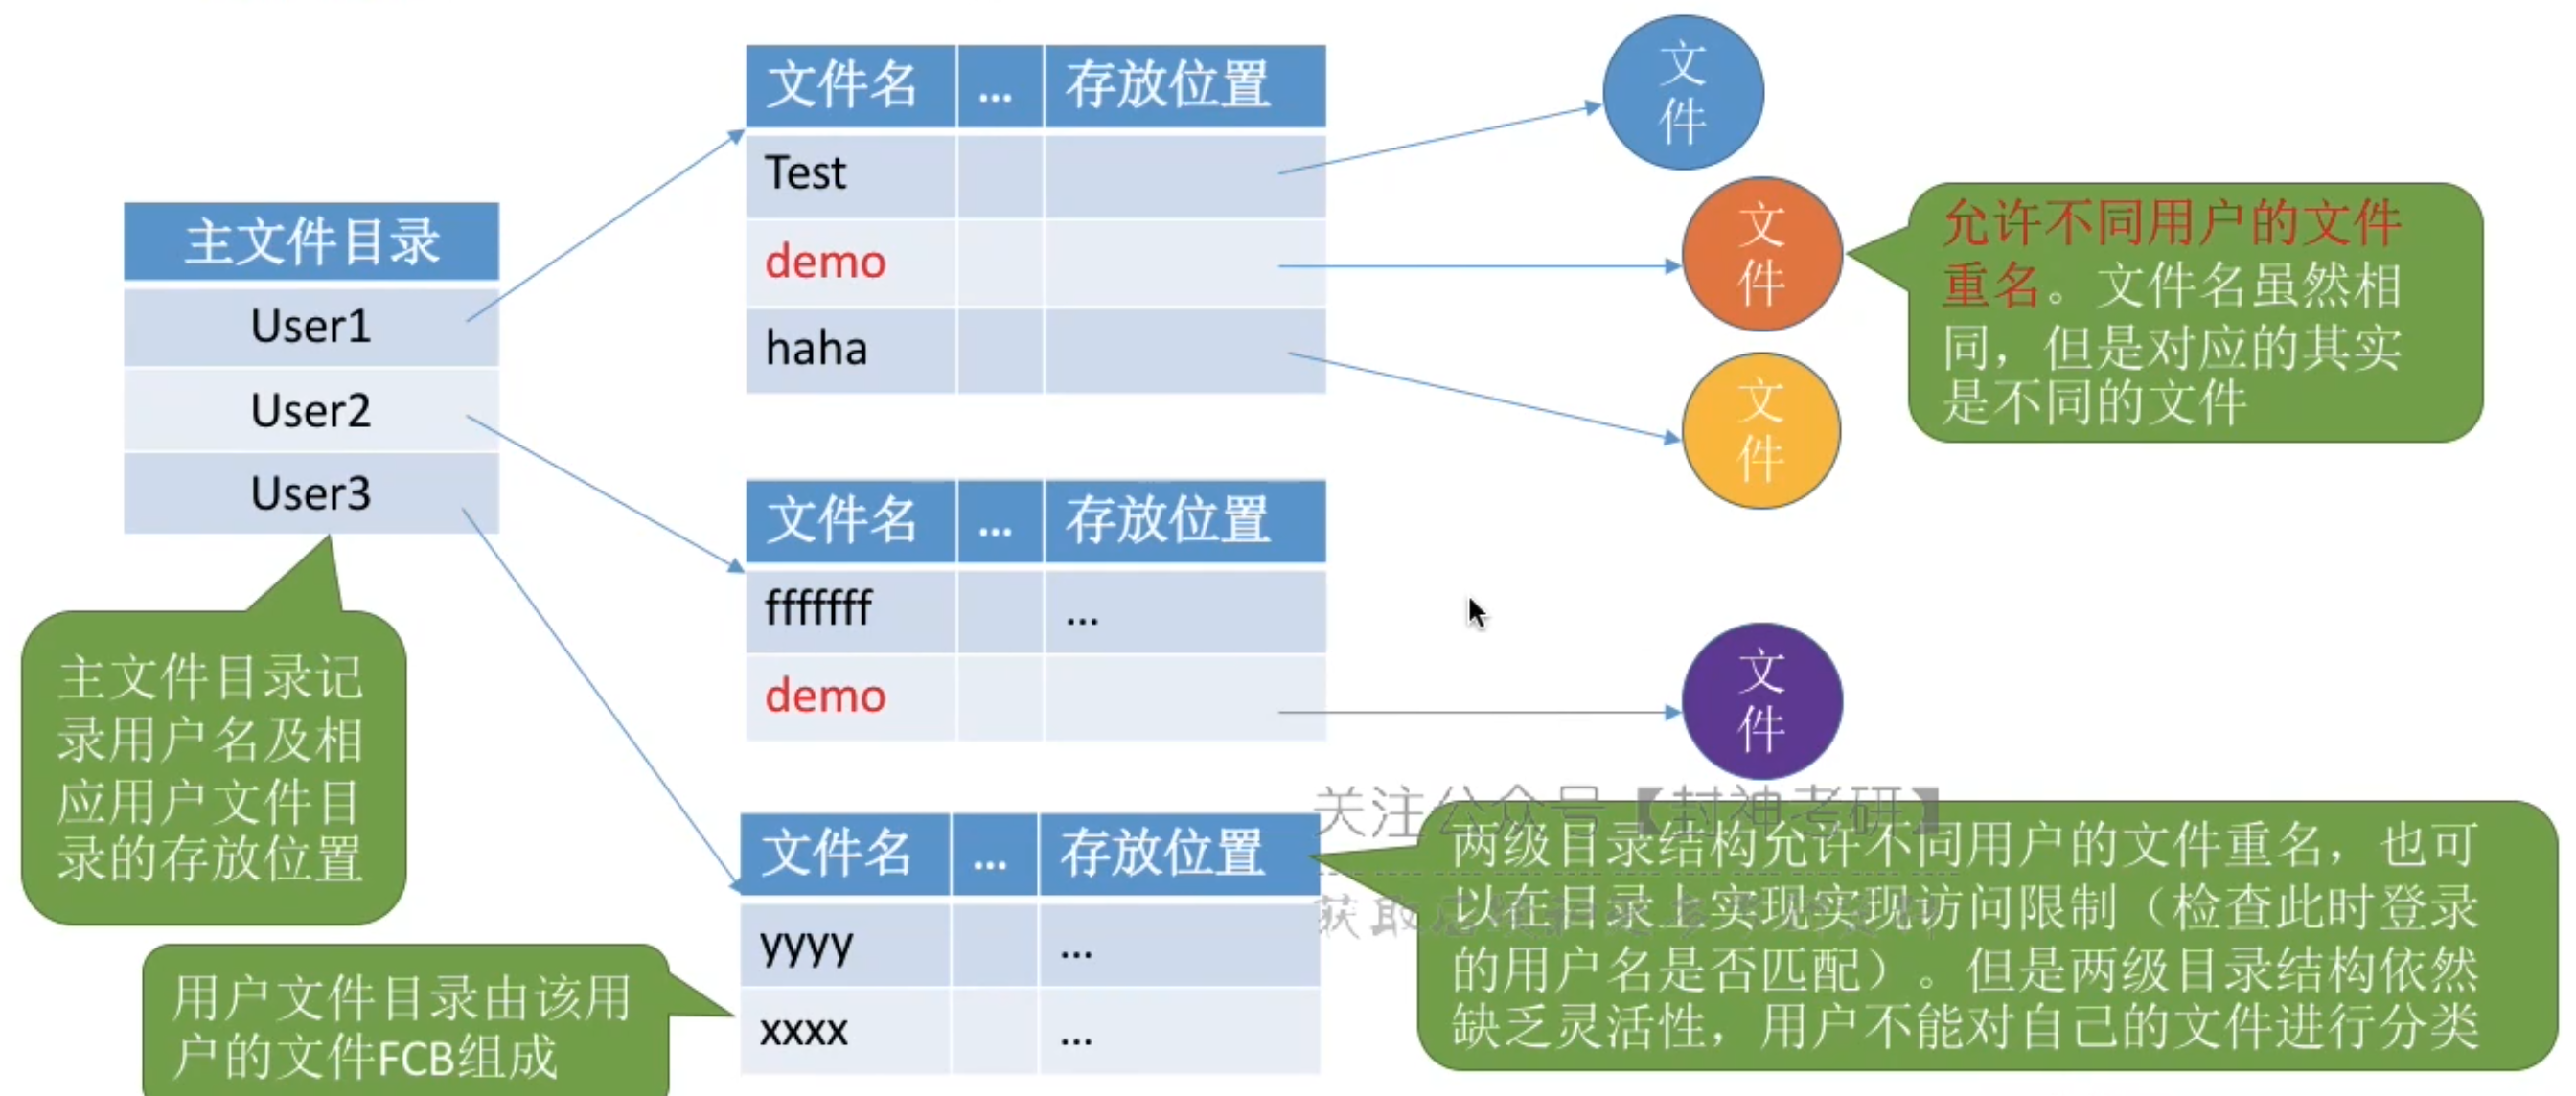 主文件目录
User1
User2
User3
主文件目录记
录用户名及相
应用户文件目
录的存放位置
用户文件目录由该用
户的文件FCB组成
文件名 ... 存放位置
Test
demo
haha
文件名 ... 存放位置
fffffff ...
demo
文件名 ... 存放位置
yyyy ...
xxxx ...
文
件
文
件
文
件
文
件
允许不同用户的文件
重名。文件名虽然相
同，但是对应的其实
是不同的文件
关注公众号【封神考研】
两级目录结构允许不同用户的文件重名，也可
以在目录上实现实现访问限制（检查此时登录
的用户名是否匹配）。但是两级目录结构依然
缺乏灵活性，用户不能对自己的文件进行分类
获取